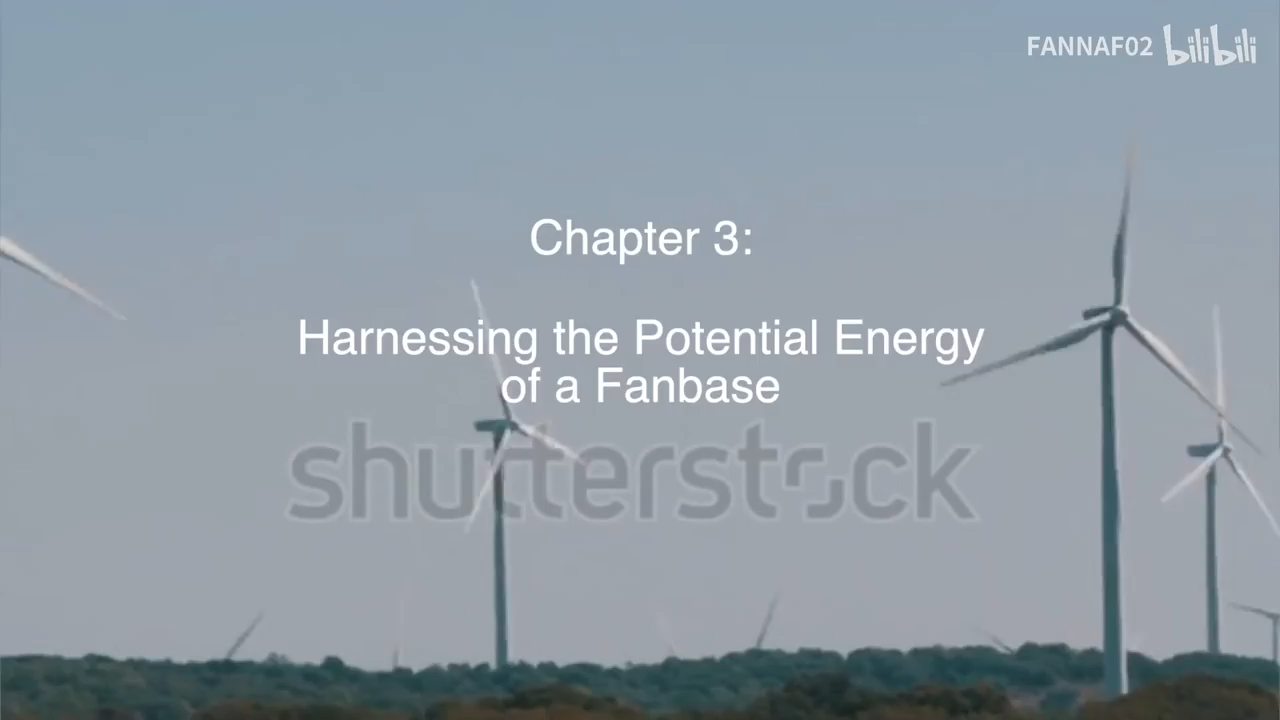 FANNAF02 bilibili
Chapter 3:
Harnessing the Potential Energy
of a Fanbase
shutterstock